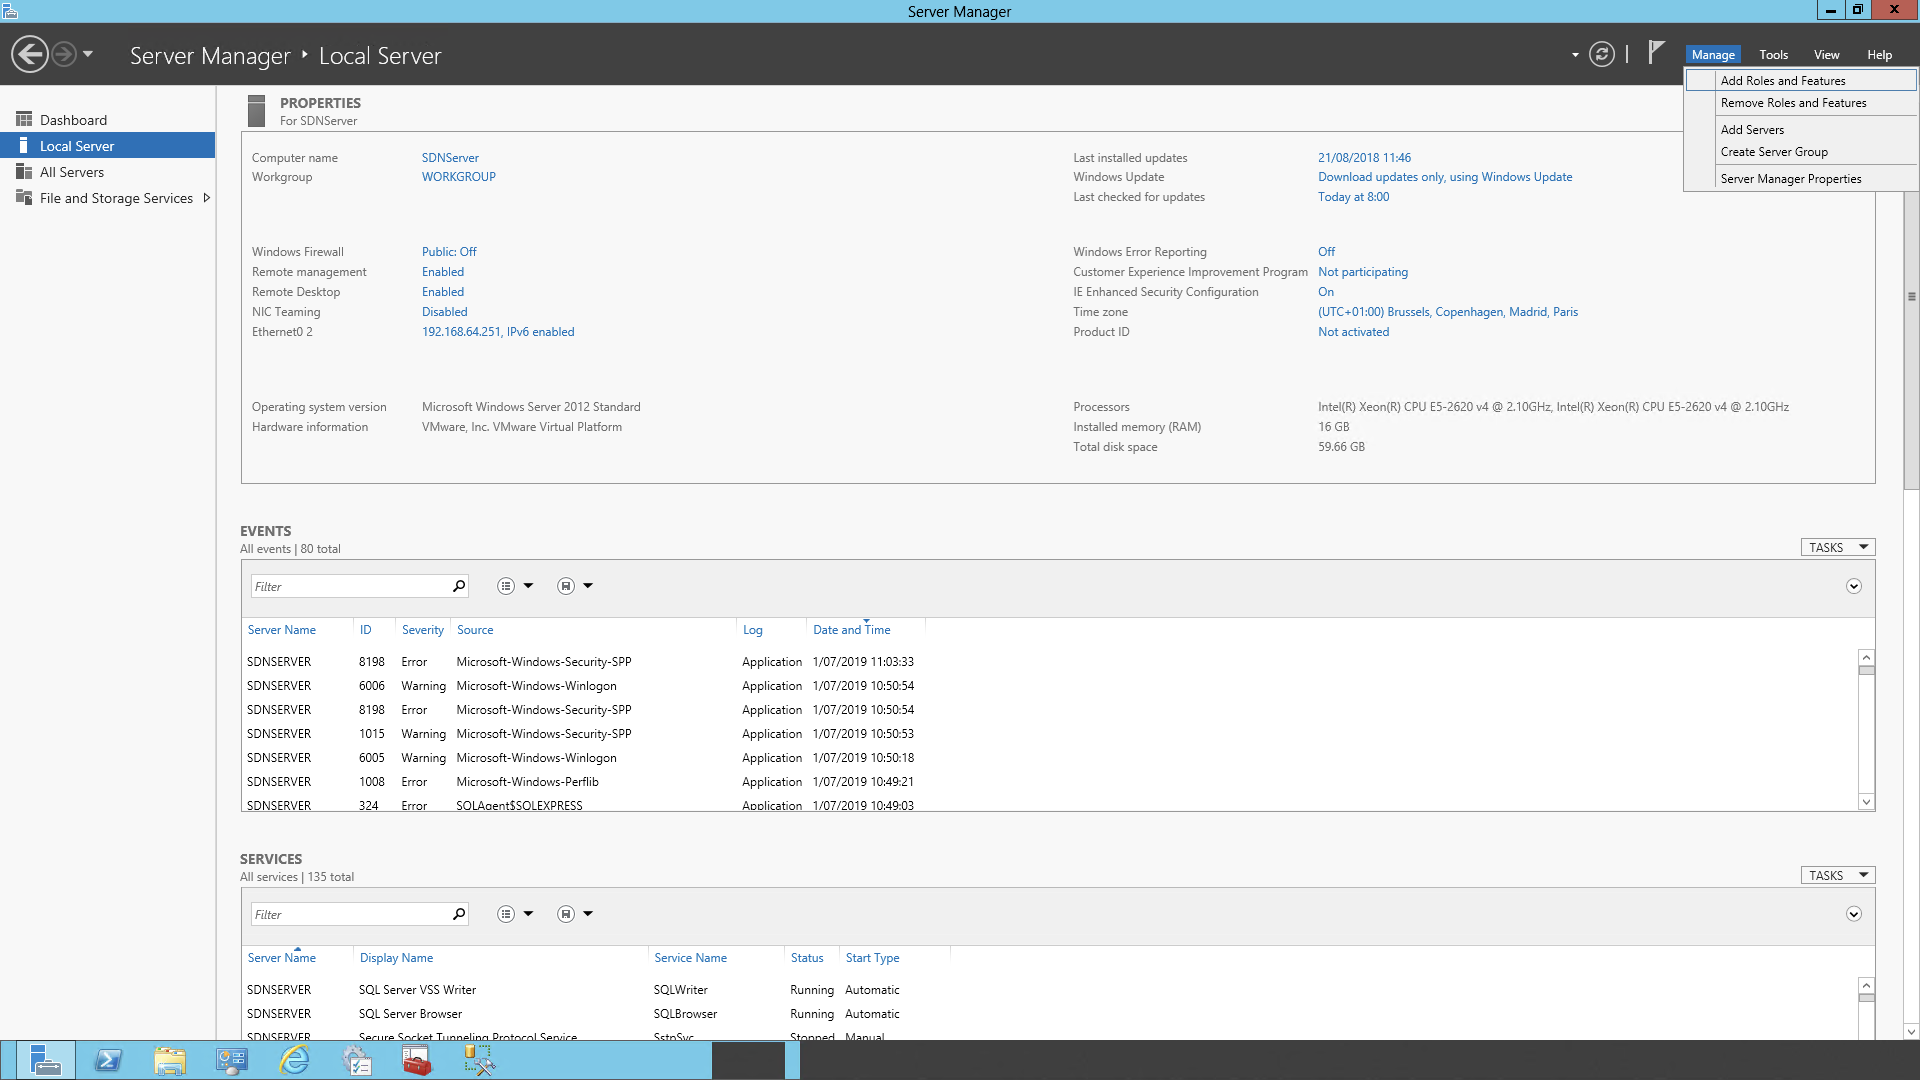 Server Manager
Server Manager ‣ Local Server
Manage Tools View Help
Add Roles and Features
Remove Roles and Features
Add Servers
Create Server Group
Server Manager Properties
Dashboard
Local Server
All Servers
File and Storage Services
PROPERTIES
For SDNServer
Computer name SDNServer
Workgroup WORKGROUP
Last installed updates 21/08/2018 11:46
Windows Update Download updates only, using Windows Update
Last checked for updates Today at 8:00
Windows Firewall Public: Off
Remote management Enabled
Remote Desktop Enabled
NIC Teaming Disabled
Ethernet0 2 192.168.64.251, IPv6 enabled
Windows Error Reporting Off
Customer Experience Improvement Program Not participating
IE Enhanced Security Configuration On
Time zone (UTC+01:00) Brussels, Copenhagen, Madrid, Paris
Product ID Not activated
Operating system version Microsoft Windows Server 2012 Standard
Hardware information VMware, Inc. VMware Virtual Platform
Processors Intel(R) Xeon(R) CPU E5-2620 v4 @ 2.10GHz, Intel(R) Xeon(R) CPU E5-2620 v4 @ 2.10GHz
Installed memory (RAM) 16 GB
Total disk space 59.66 GB
EVENTS
All events | 80 total
TASKS
Filter
Server Name ID Severity Source Log Date and Time
SDNSERVER 8198 Error Microsoft-Windows-Security-SPP Application 1/07/2019 11:03:33
SDNSERVER 6006 Warning Microsoft-Windows-Winlogon Application 1/07/2019 10:50:54
SDNSERVER 8198 Error Microsoft-Windows-Security-SPP Application 1/07/2019 10:50:54
SDNSERVER 1015 Warning Microsoft-Windows-Security-SPP Application 1/07/2019 10:50:53
SDNSERVER 6005 Warning Microsoft-Windows-Winlogon Application 1/07/2019 10:50:18
SDNSERVER 1008 Error Microsoft-Windows-Perflib Application 1/07/2019 10:49:21
SDNSERVER 324 Error SQLAgent$SQLEXPRESS Application 1/07/2019 10:49:03
SERVICES
All services | 135 total
TASKS
Filter
Server Name Display Name Service Name Status Start Type
SDNSERVER SQL Server VSS Writer SQLWriter Running Automatic
SDNSERVER SQL Server Browser SQLBrowser Running Automatic
SDNSERVER Secure Socket Tunneling Protocol Service SstpSvc Stopped Manual